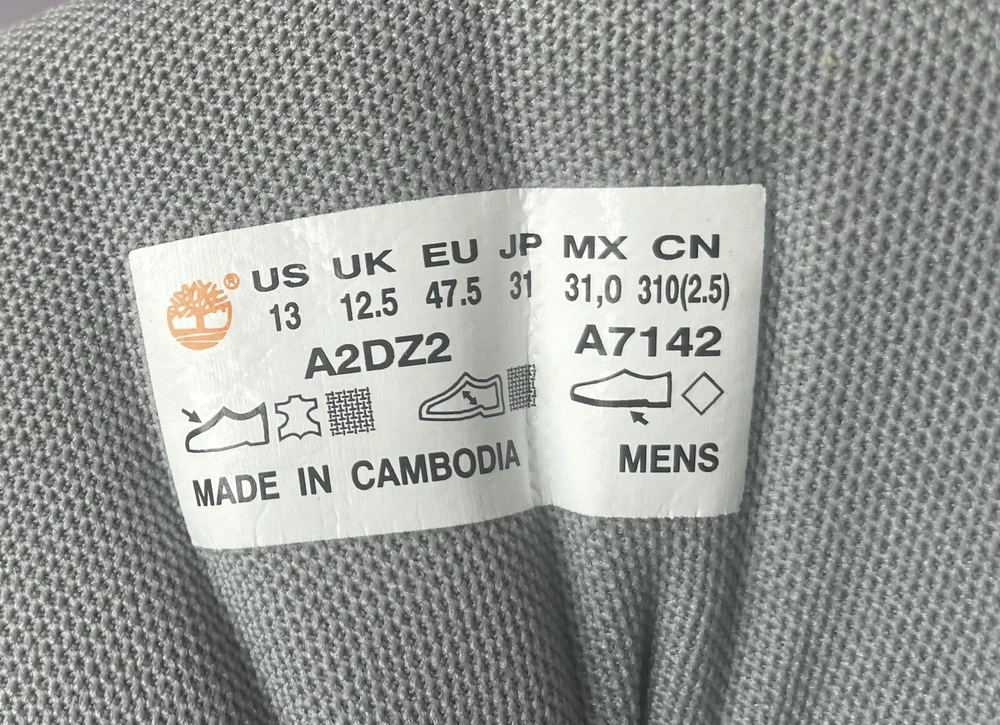 ® US UK EU JP MX CN
13 12.5 47.5 31 31,0 310(2.5)
A2DZ2 A7142
MADE IN CAMBODIA MENS